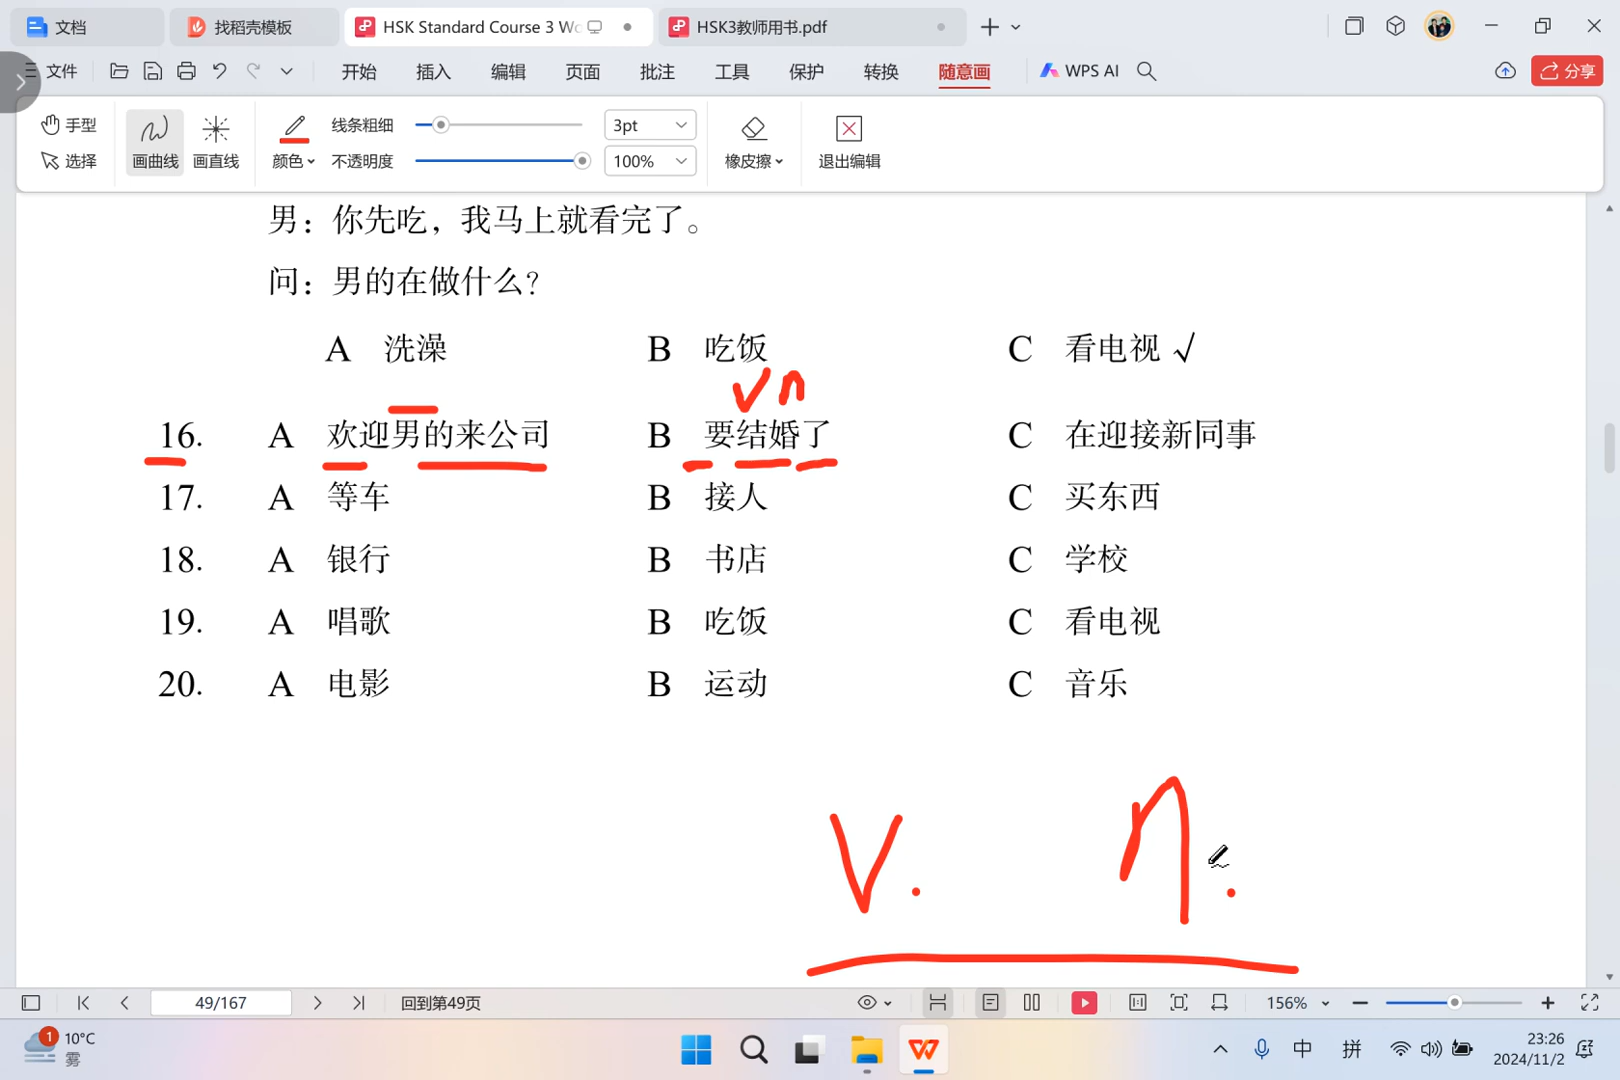 文档 找稻壳模板 HSK Standard Course 3 Wo HSK3教师用书.pdf
文件 开始 插入 编辑 页面 批注 工具 保护 转换 随意画 WPS AI 分享
手型 选择 画曲线 画直线 颜色 线条粗细 3pt 不透明度 100% 橡皮擦 退出编辑
男：你先吃，我马上就看完了。
问：男的在做什么？
A 洗澡 B 吃饭 C 看电视 √
V n
16. A 欢迎男的来公司 B 要结婚了 C 在迎接新同事
17. A 等车 B 接人 C 买东西
18. A 银行 B 书店 C 学校
19. A 唱歌 B 吃饭 C 看电视
20. A 电影 B 运动 C 音乐
V. n.
49/167 回到第49页 156%
1 10°C 雾 中 拼 23:26 2024/11/2